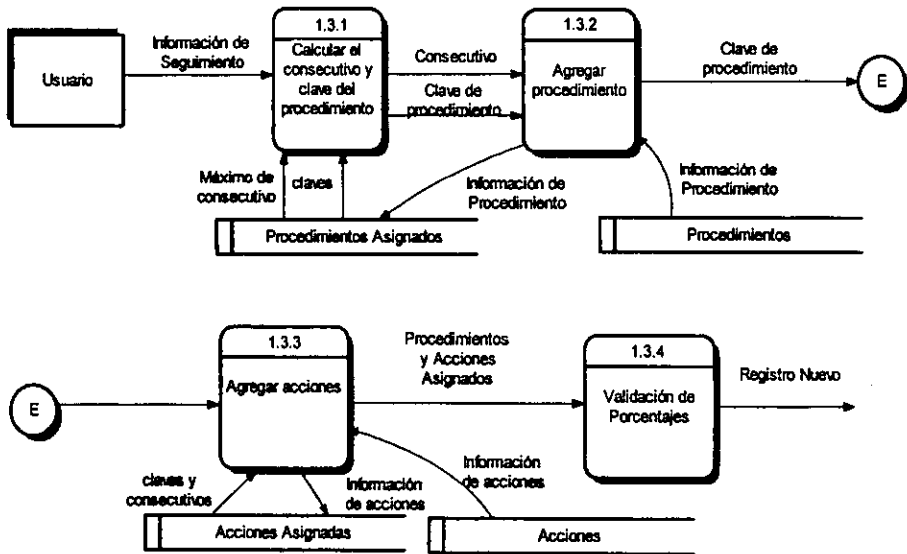 1.3.1
1.3.2
Información de
Seguimiento
Calcular el
consecutivo y
clave del
procedimiento
Consecutivo
Clave de
procedimiento
Agregar
procedimiento
Clave de
procedimiento
Usuario
E
Máximo de
consecutivo
claves
Información de
Procedimiento
Información de
Procedimiento
Procedimientos Asignados
Procedimientos
1.3.3
Procedimientos
y Acciones
Asignados
1.3.4
Agregar acciones
Registro Nuevo
E
Validación de
Porcentajes
claves y
consecutivos
Información
de acciones
Información
de acciones
Acciones Asignadas
Acciones